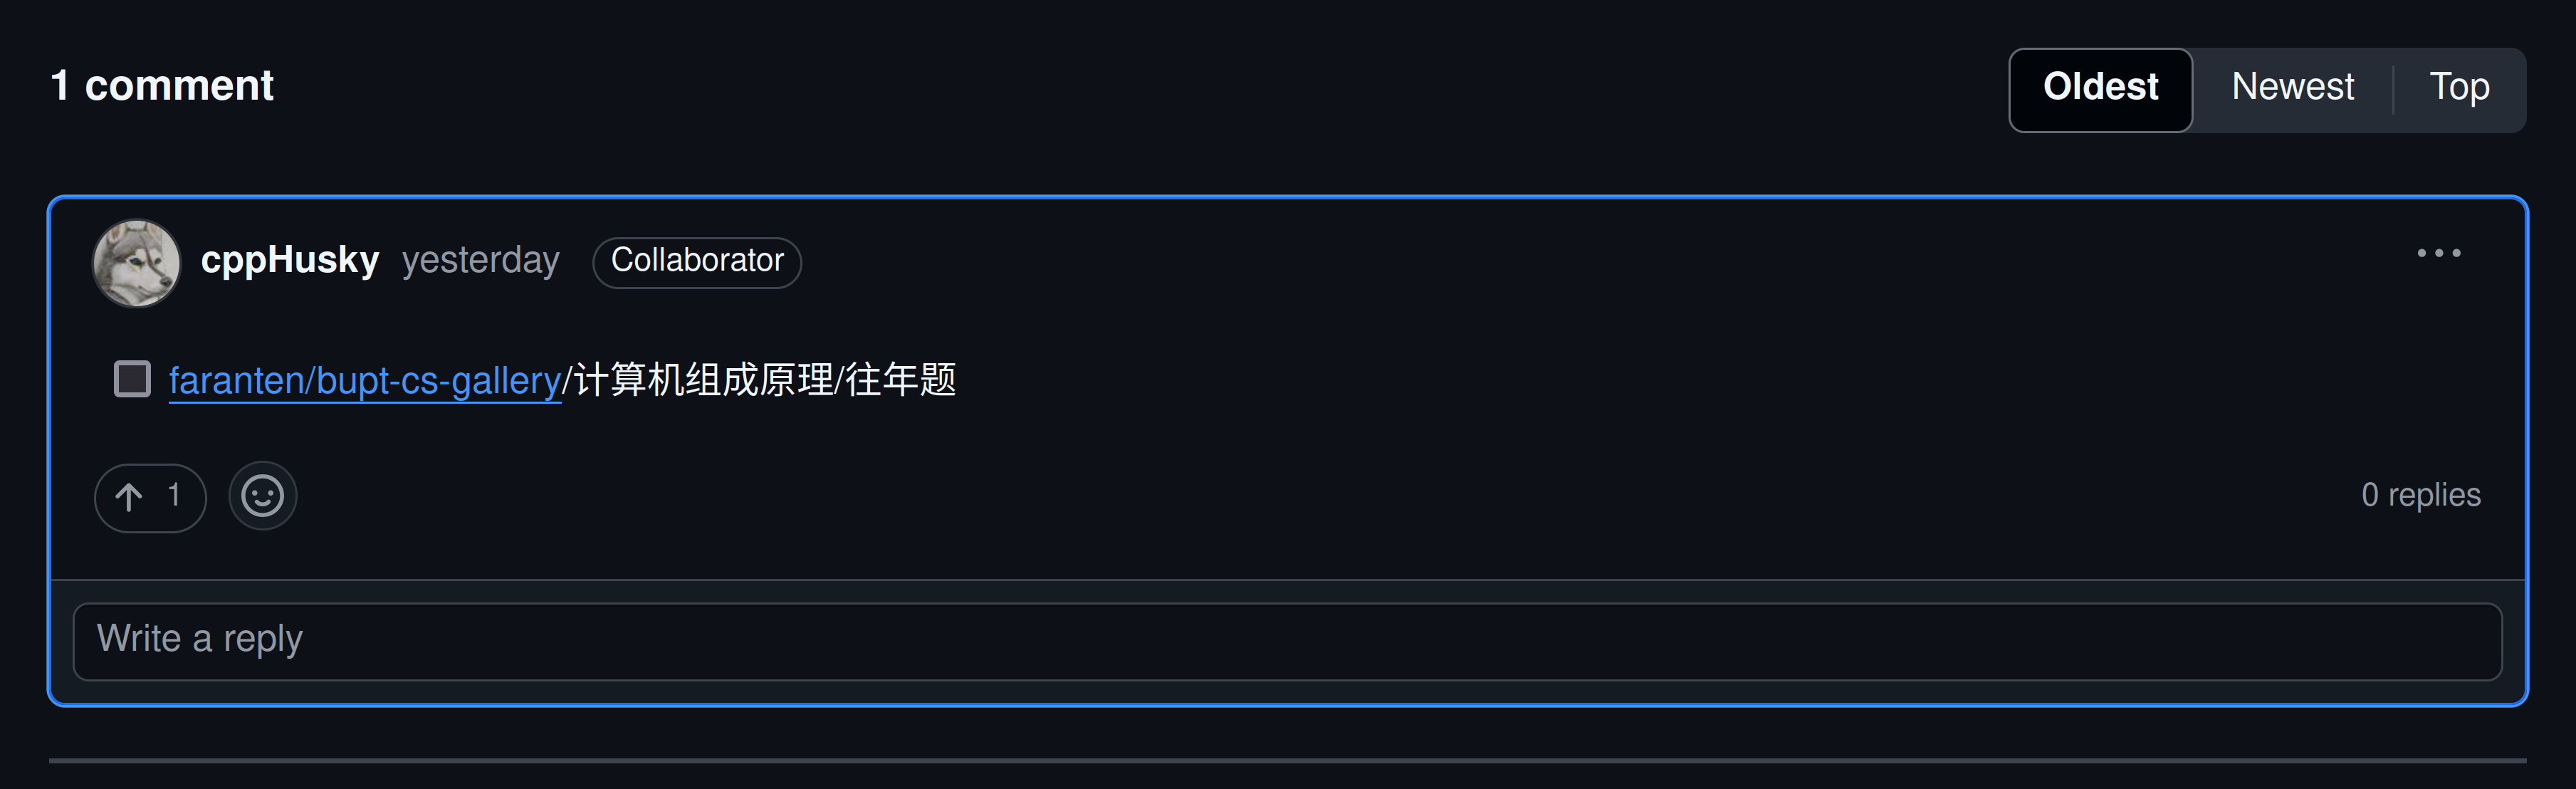 1 comment
Oldest Newest Top
cppHusky yesterday Collaborator
faranten/bupt-cs-gallery/计算机组成原理/往年题
1
0 replies
Write a reply